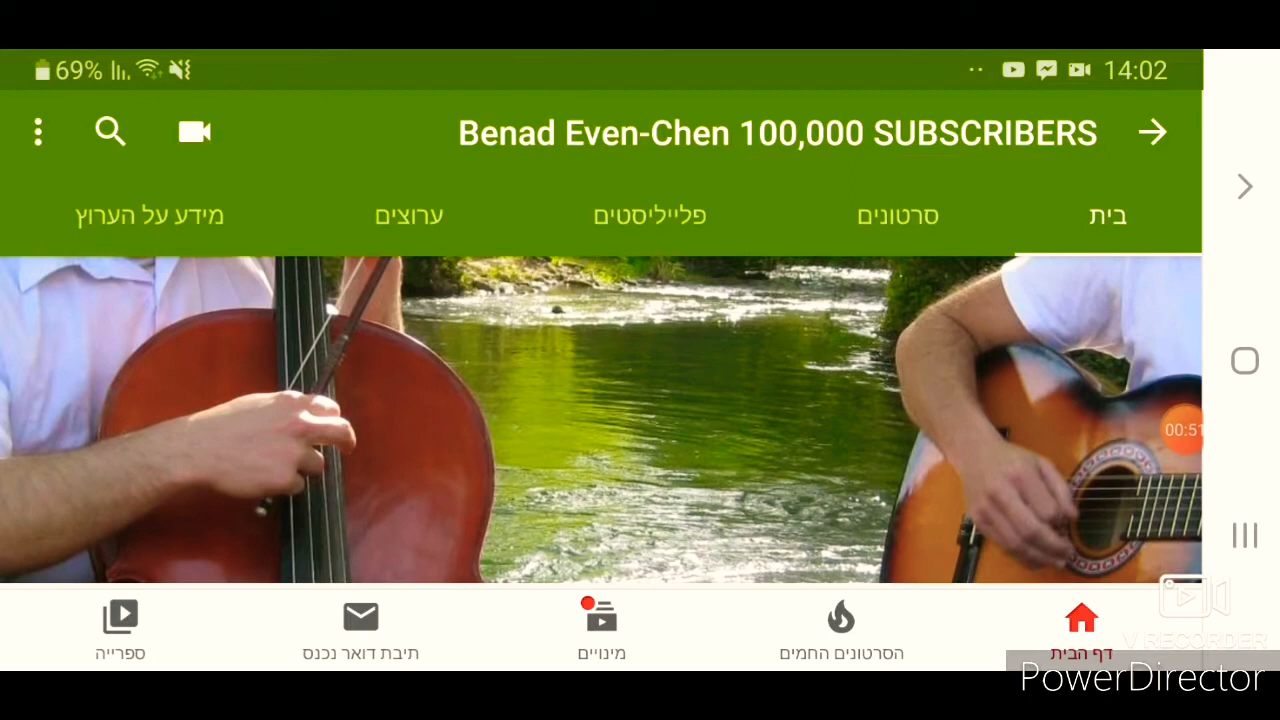 69% 14:02
Benad Even-Chen 100,000 SUBSCRIBERS
בית סרטונים פלייליסטים ערוצים מידע על הערוץ
00:51
דף הבית הסרטונים החמים מינויים תיבת דואר נכנס ספרייה
V RECORDER
PowerDirector